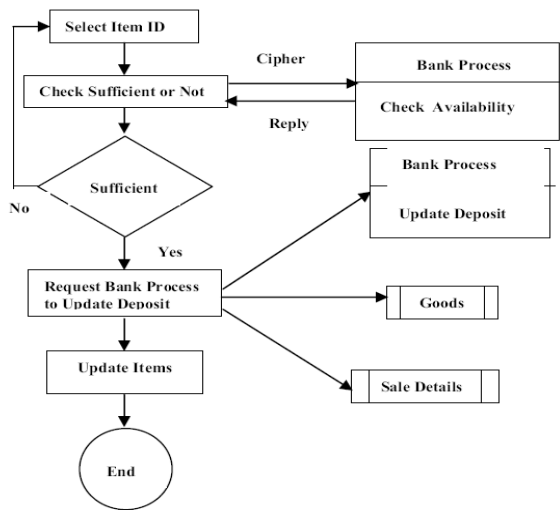 Select Item ID
Cipher
Bank Process
Check Sufficient or Not
Check Availability
Reply
Sufficient
Bank Process
Update Deposit
No
Yes
Request Bank Process
to Update Deposit
Goods
Update Items
Sale Details
End